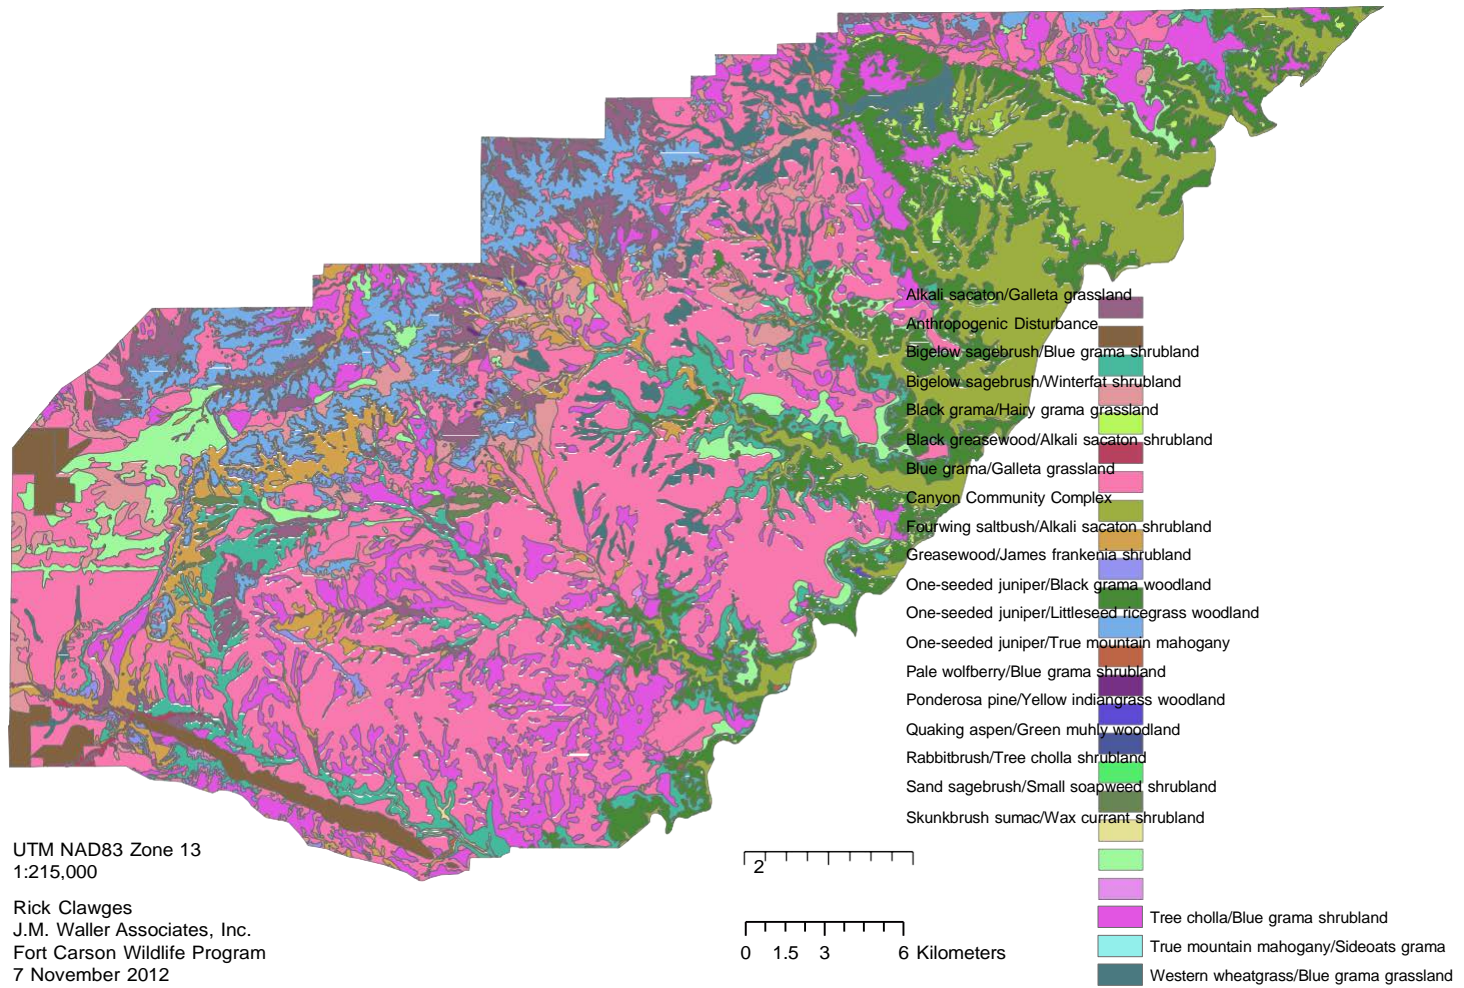 Alkali sacaton/Galleta grassland
Anthropogenic Disturbance
Bigelow sagebrush/Blue grama shrubland
Bigelow sagebrush/Winterfat shrubland
Black grama/Hairy grama grassland
Black greasewood/Alkali sacaton shrubland
Blue grama/Galleta grassland
Canyon Community Complex
Fourwing saltbush/Alkali sacaton shrubland
Greasewood/James frankenia shrubland
One-seeded juniper/Black grama woodland
One-seeded juniper/Littleseed ricegrass woodland
One-seeded juniper/True mountain mahogany
Pale wolfberry/Blue grama shrubland
Ponderosa pine/Yellow indiangrass woodland
Quaking aspen/Green muhly woodland
Rabbitbrush/Tree cholla shrubland
Sand sagebrush/Small soapweed shrubland
Skunkbrush sumac/Wax currant shrubland
Tree cholla/Blue grama shrubland
True mountain mahogany/Sideoats grama
Western wheatgrass/Blue grama grassland
UTM NAD83 Zone 13
1:215,000
Rick Clawges
J.M. Waller Associates, Inc.
Fort Carson Wildlife Program
7 November 2012
2
0 1.5 3 6 Kilometers